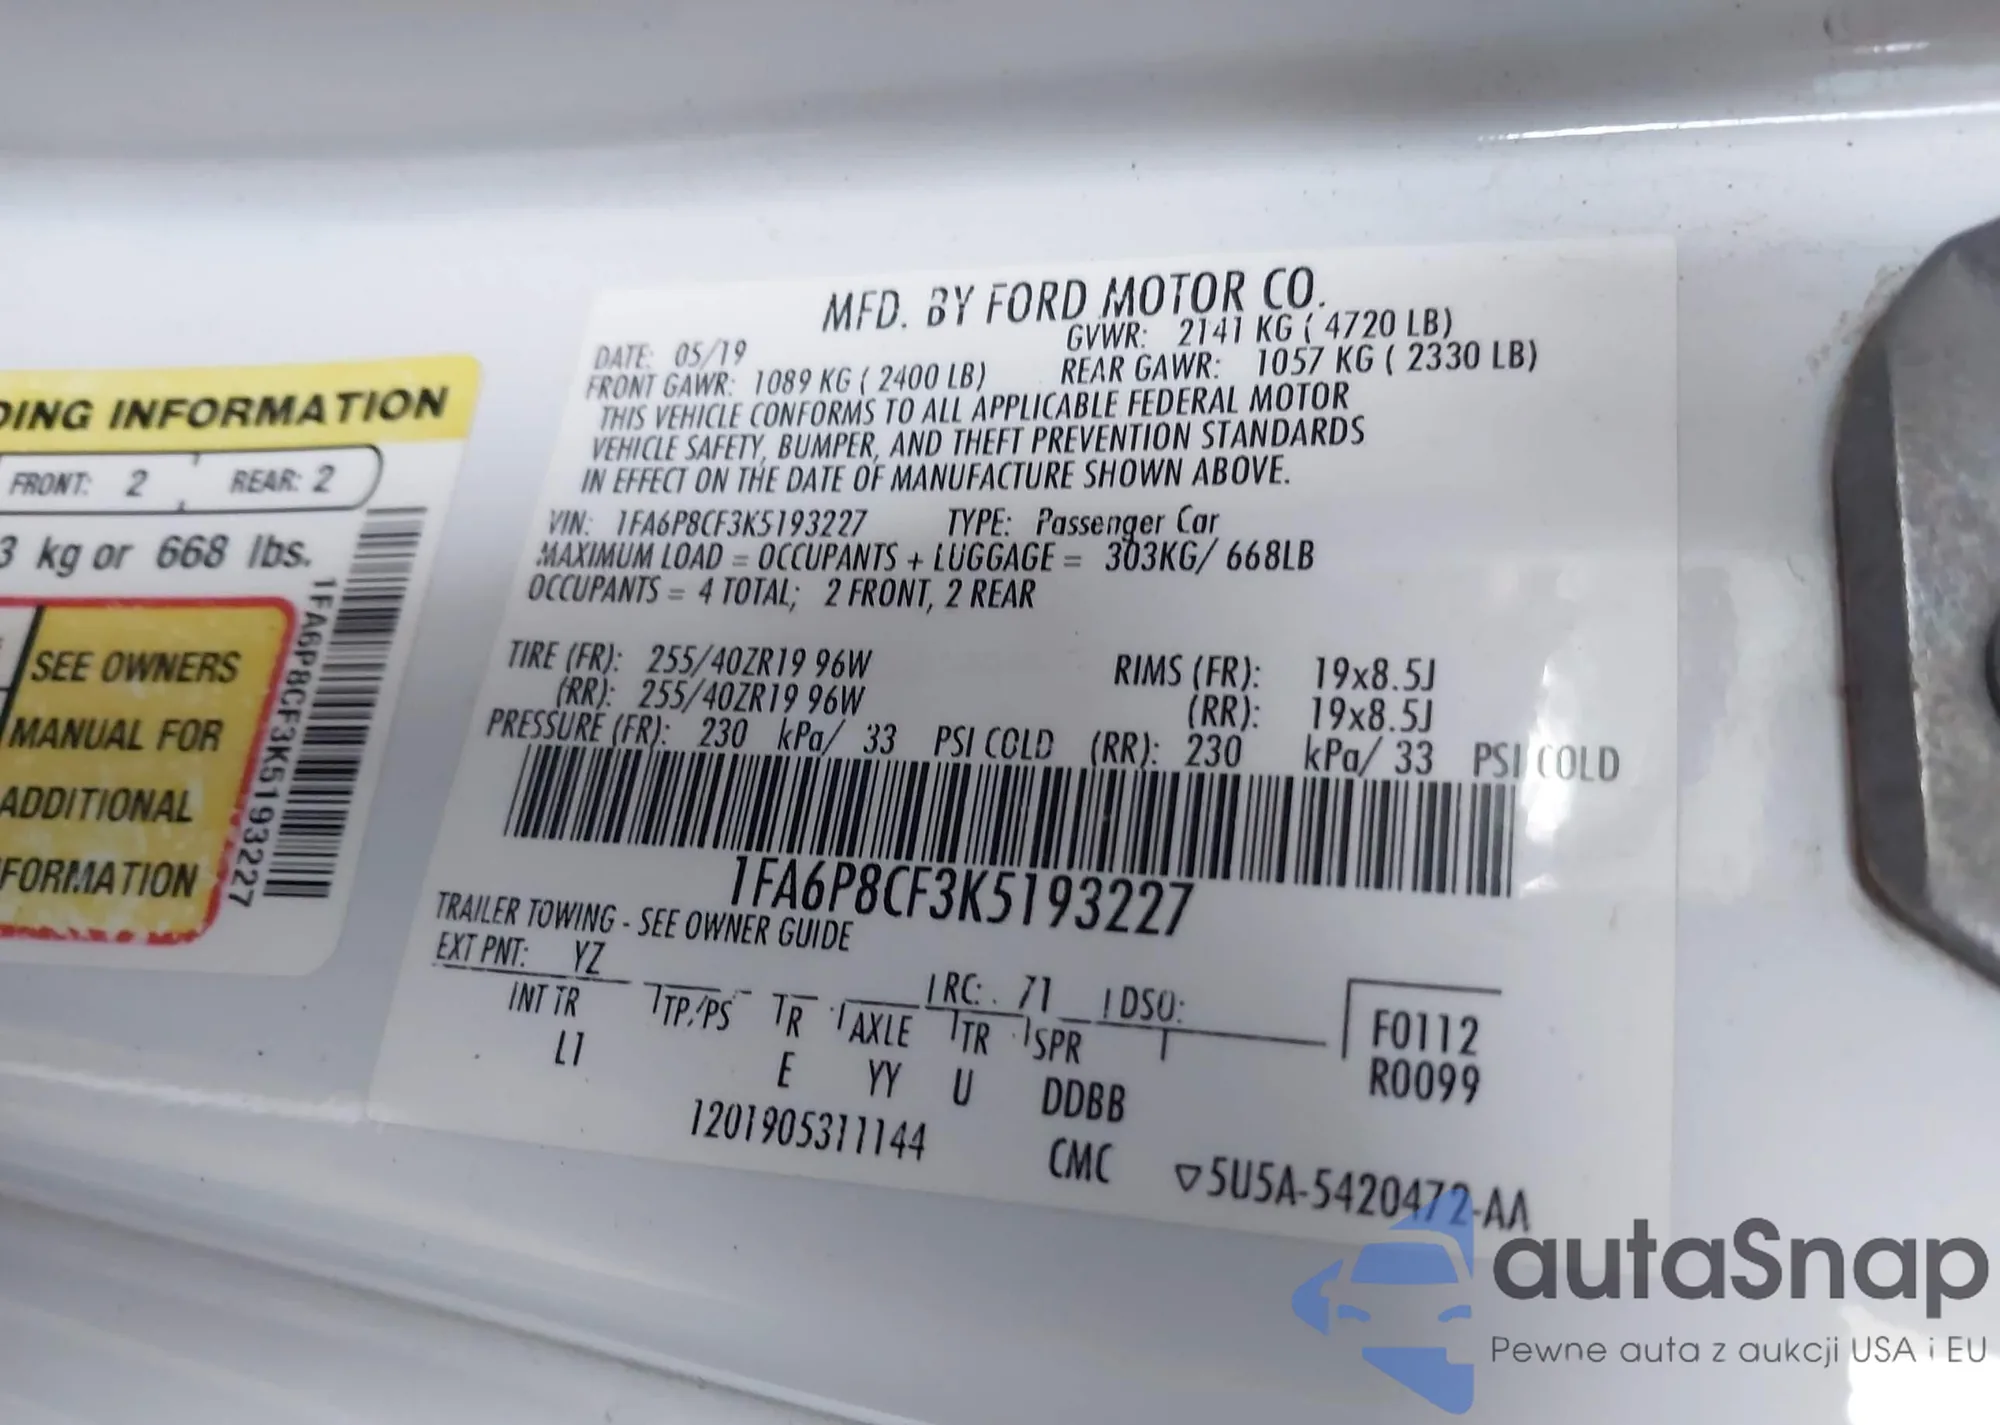 DING INFORMATION
FRONT: 2 REAR: 2
3 kg or 668 lbs.
SEE OWNERS
MANUAL FOR
ADDITIONAL
FORMATION
1FA6P8CF3K5193227
MFD. BY FORD MOTOR CO.
DATE: 05/19 GVWR: 2141 KG ( 4720 LB)
FRONT GAWR: 1089 KG ( 2400 LB) REAR GAWR: 1057 KG ( 2330 LB)
THIS VEHICLE CONFORMS TO ALL APPLICABLE FEDERAL MOTOR
VEHICLE SAFETY, BUMPER, AND THEFT PREVENTION STANDARDS
IN EFFECT ON THE DATE OF MANUFACTURE SHOWN ABOVE.
VIN: 1FA6P8CF3K5193227 TYPE: Passenger Car
MAXIMUM LOAD = OCCUPANTS + LUGGAGE = 303KG/ 668LB
OCCUPANTS = 4 TOTAL; 2 FRONT, 2 REAR
TIRE (FR): 255/40ZR19 96W RIMS (FR): 19x8.5J
(RR): 255/40ZR19 96W (RR): 19x8.5J
PRESSURE (FR): 230 kPa/ 33 PSI COLD (RR): 230 kPa/ 33 PSI COLD
1FA6P8CF3K5193227
TRAILER TOWING - SEE OWNER GUIDE
EXT PNT: YZ RC: 71 DSO:
INT TR TP/PS R AXLE TR SPR F0112
L1 E YY U DDBB R0099
1201905311144 CMC ▽5U5A-5420472-AA
autaSnap
Pewne auta z aukcji USA i EU